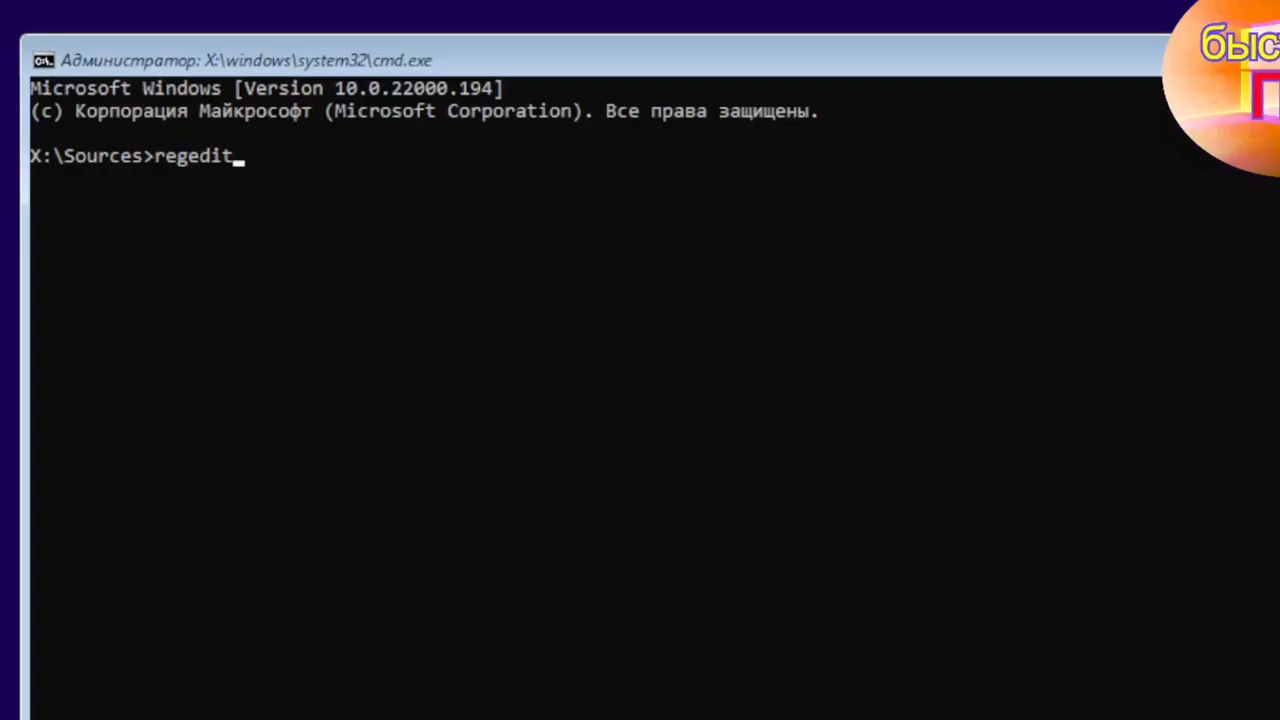 Администратор: X:\windows\system32\cmd.exe
Microsoft Windows [Version 10.0.22000.194]
(c) Корпорация Майкрософт (Microsoft Corporation). Все права защищены.
X:\Sources>regedit